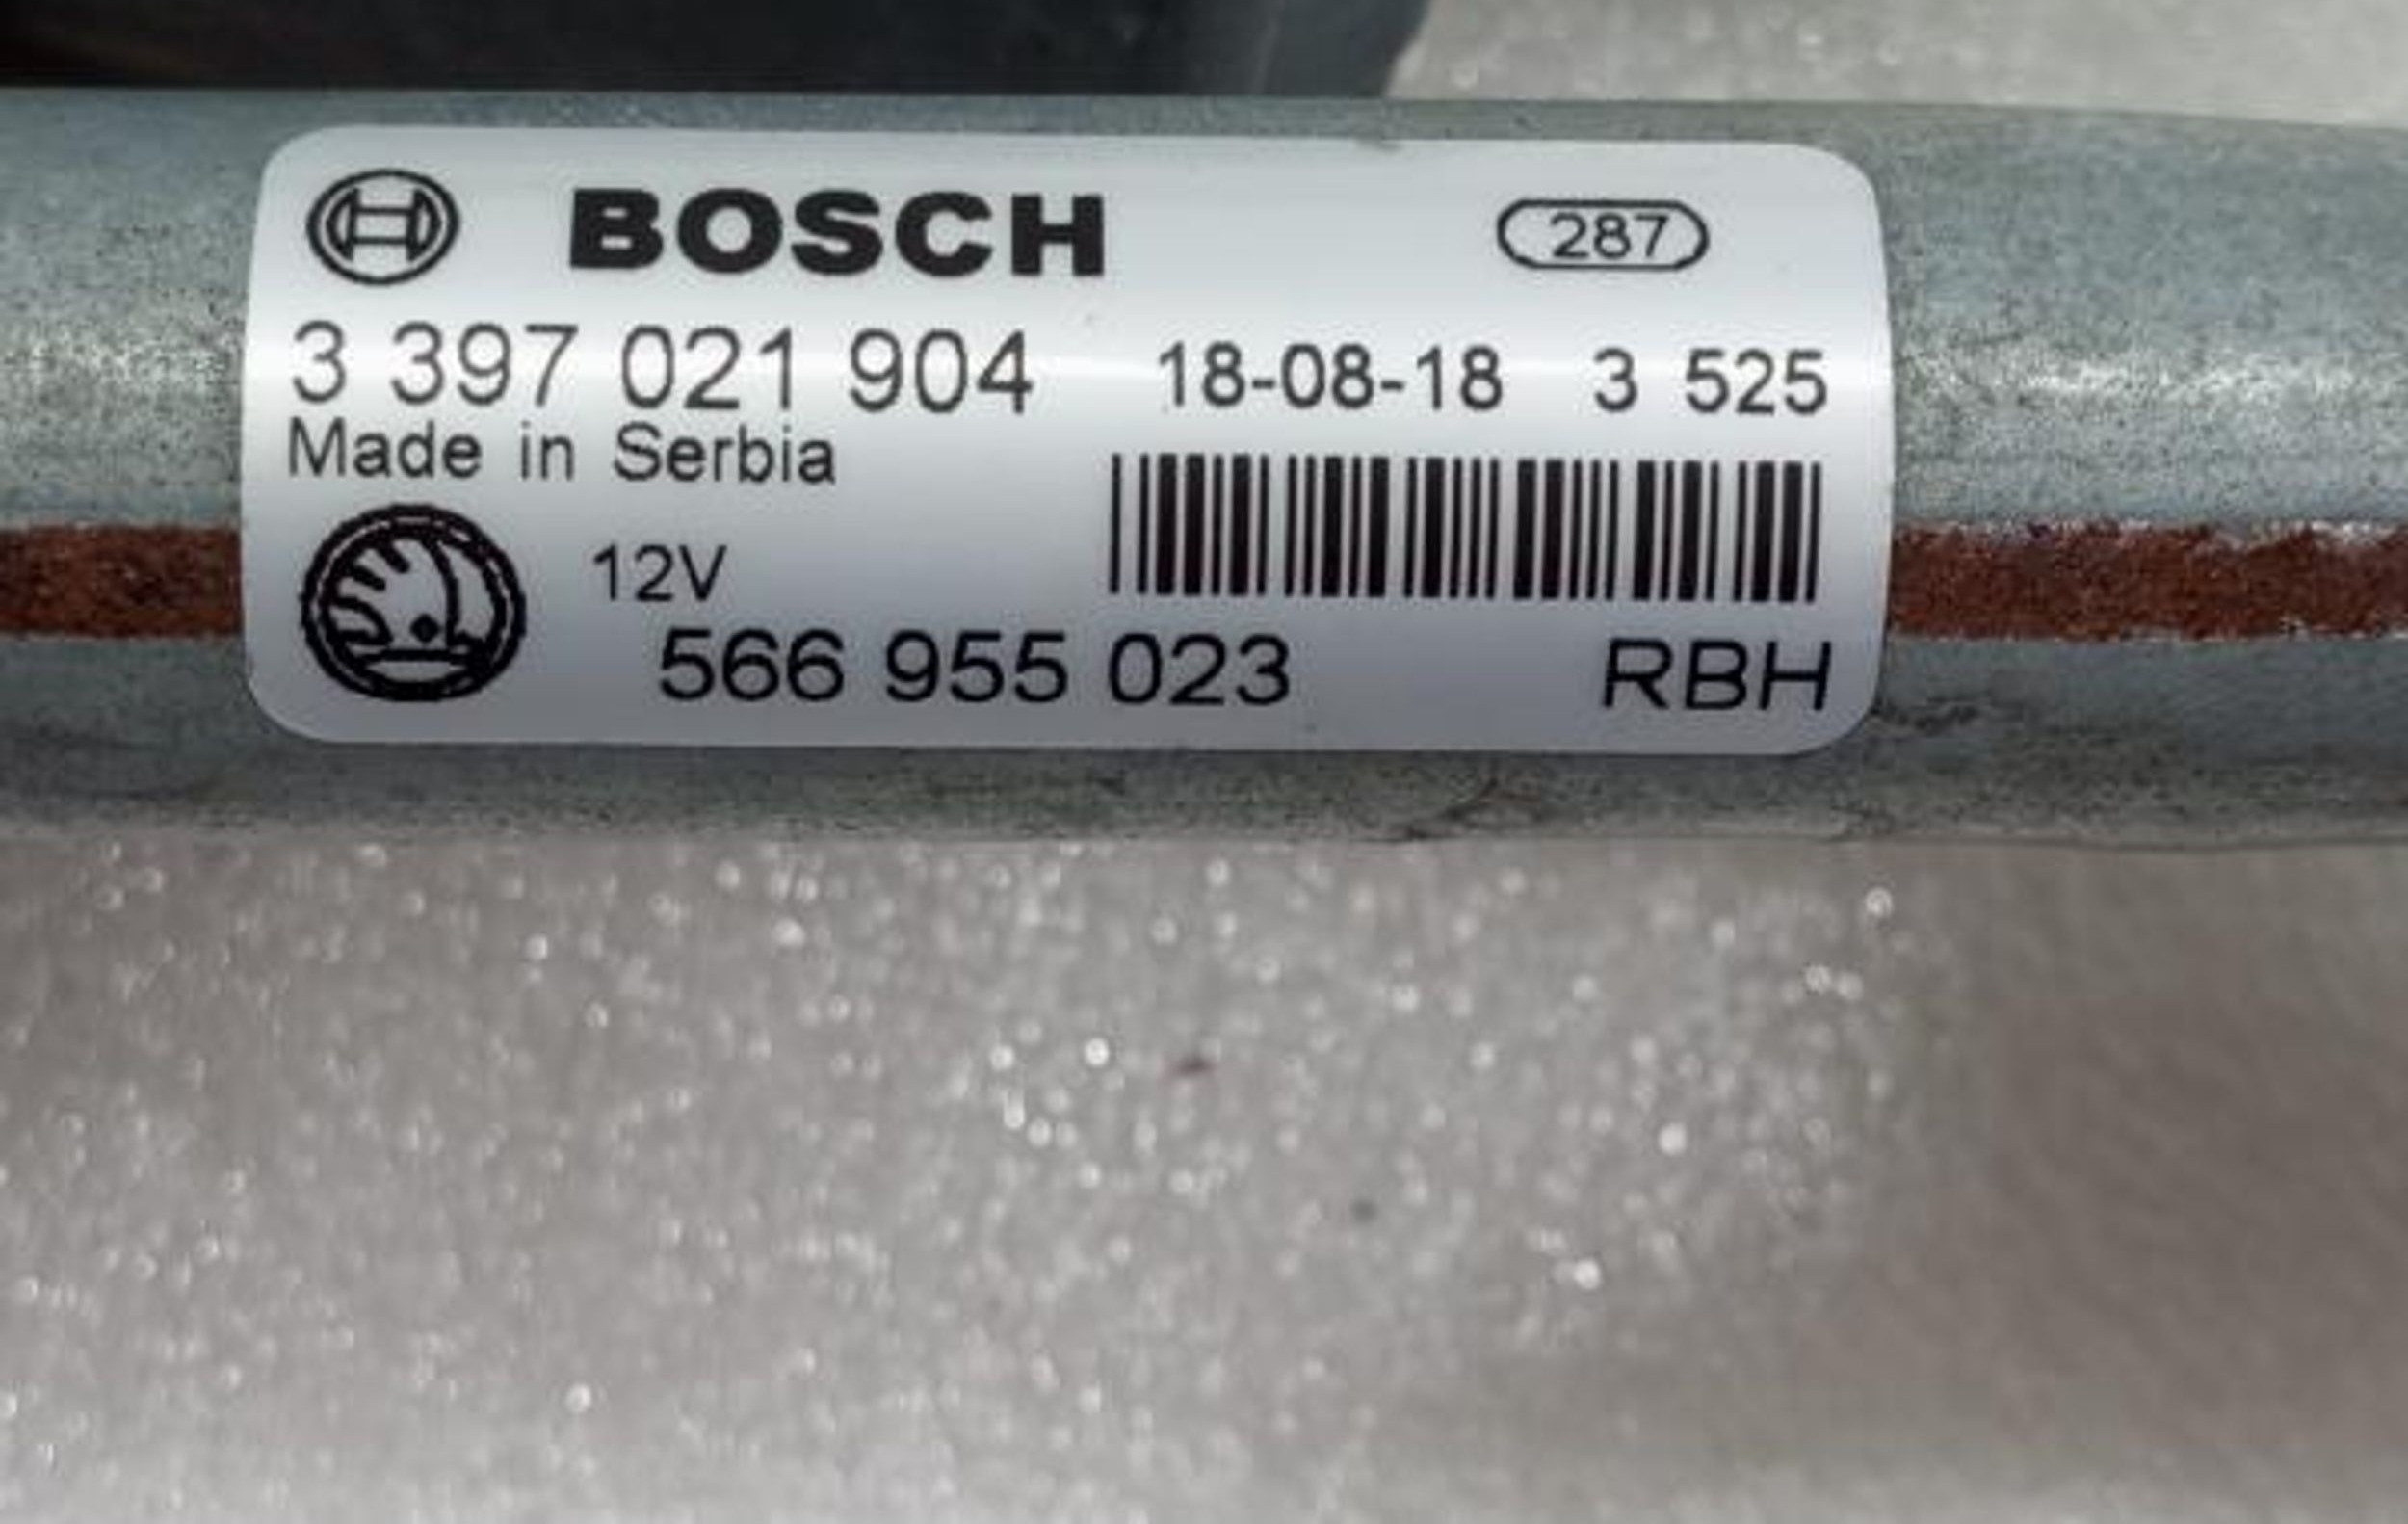 BOSCH 287
3 397 021 904 18-08-18 3 525
Made in Serbia
12V
566 955 023 RBH